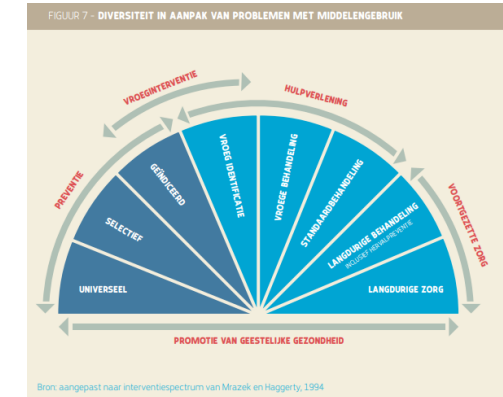 FIGUUR 7 - DIVERSITEIT IN AANPAK VAN PROBLEMEN MET MIDDELENGEBRUIK
VROEGINTERVENTIE
HULPVERLENING
PREVENTIE
VOORTGEZETTE ZORG
UNIVERSEEL
SELECTIEF
GEÏNDICEERD
VROEG IDENTIFICATIE
VROEGE BEHANDELING
STANDAARDBEHANDELING
LANGDURIGE BEHANDELING
INCLUSIEF HERVALPREVENTIE
LANGDURIGE ZORG
PROMOTIE VAN GEESTELIJKE GEZONDHEID
Bron: aangepast naar interventiespectrum van Mrazek en Haggerty, 1994